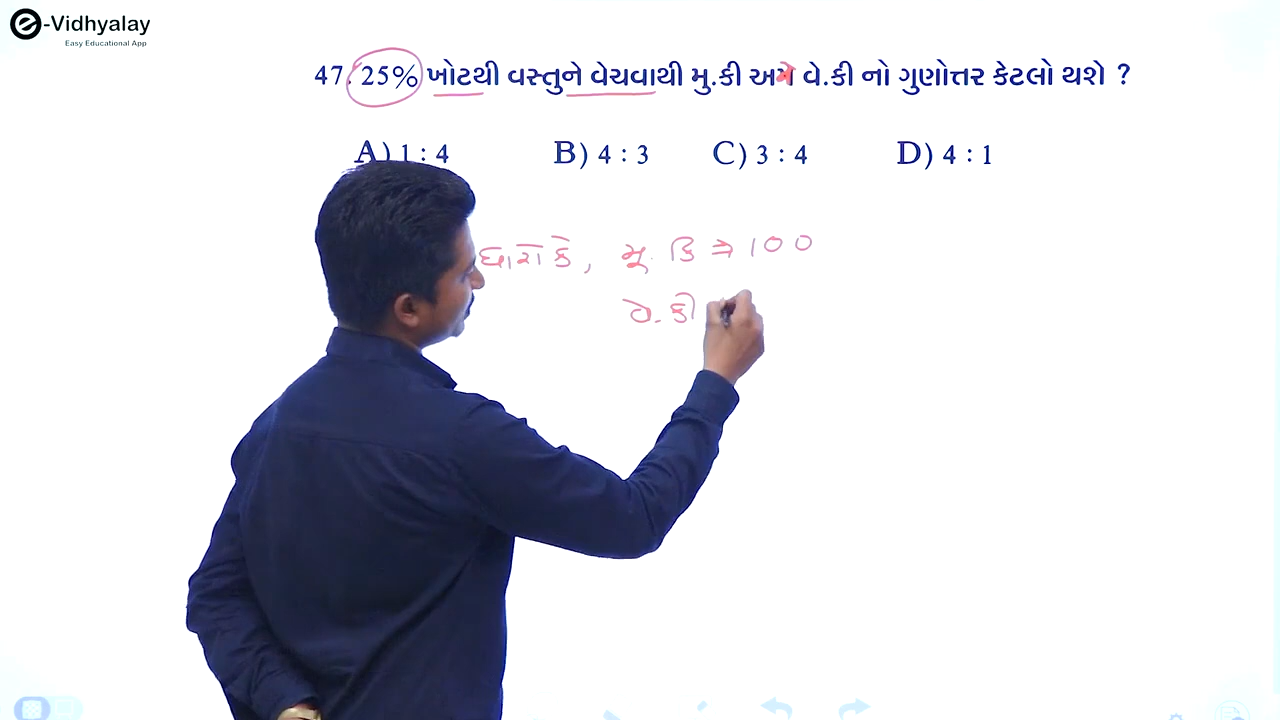 e-Vidhyalay
Easy Educational App
47. 25% ખોટથી વસ્તુને વેચવાથી મુ.કી અને વે.કી નો ગુણોત્તર કેટલો થશે ?
A) 1 : 4 B) 4 : 3 C) 3 : 4 D) 4 : 1
ધારો કે, મૂ. કિ ⇒ 100
વે. કી